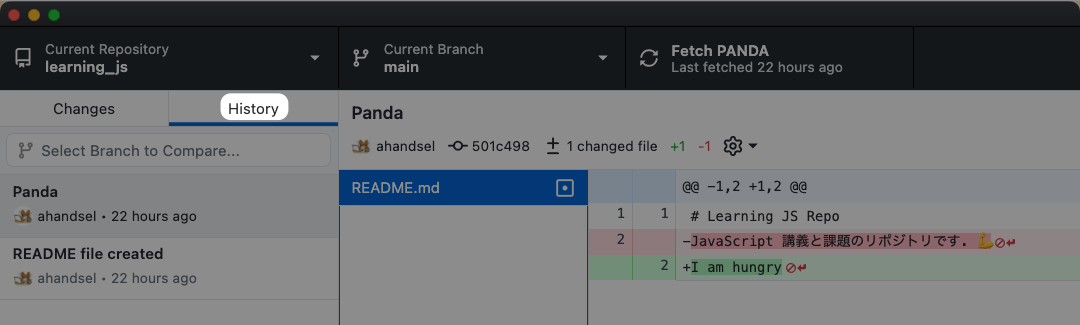 Current Repository
learning_js
Current Branch
main
Fetch PANDA
Last fetched 22 hours ago
Changes
History
Select Branch to Compare...
Panda
ahandsel • 22 hours ago
README file created
ahandsel • 22 hours ago
Panda
ahandsel
501c498
1 changed file
+1
-1
README.md
@@ -1,2 +1,2 @@
1 1 # Learning JS Repo
2 -JavaScript 講義と課題のリポジトリです. 💪
2 +I am hungry